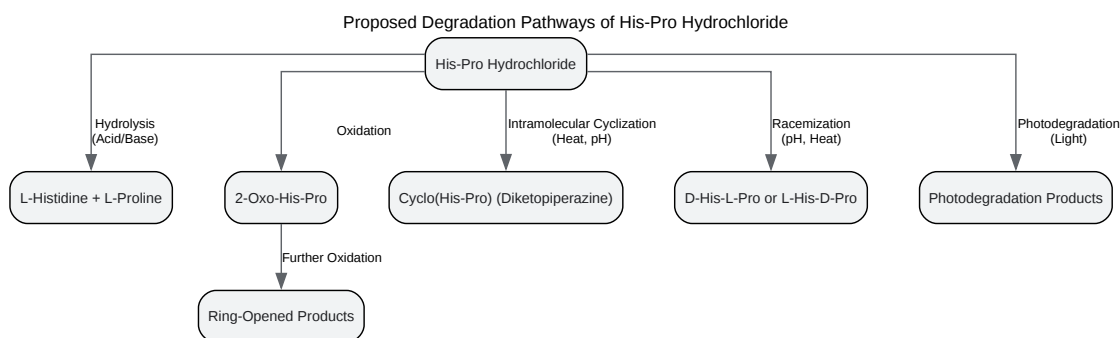 Proposed Degradation Pathways of His-Pro Hydrochloride
His-Pro Hydrochloride
Hydrolysis
(Acid/Base)
Oxidation
Intramolecular Cyclization
(Heat, pH)
Racemization
(pH, Heat)
Photodegradation
(Light)
L-Histidine + L-Proline
2-Oxo-His-Pro
Cyclo(His-Pro) (Diketopiperazine)
D-His-L-Pro or L-His-D-Pro
Photodegradation Products
Further Oxidation
Ring-Opened Products